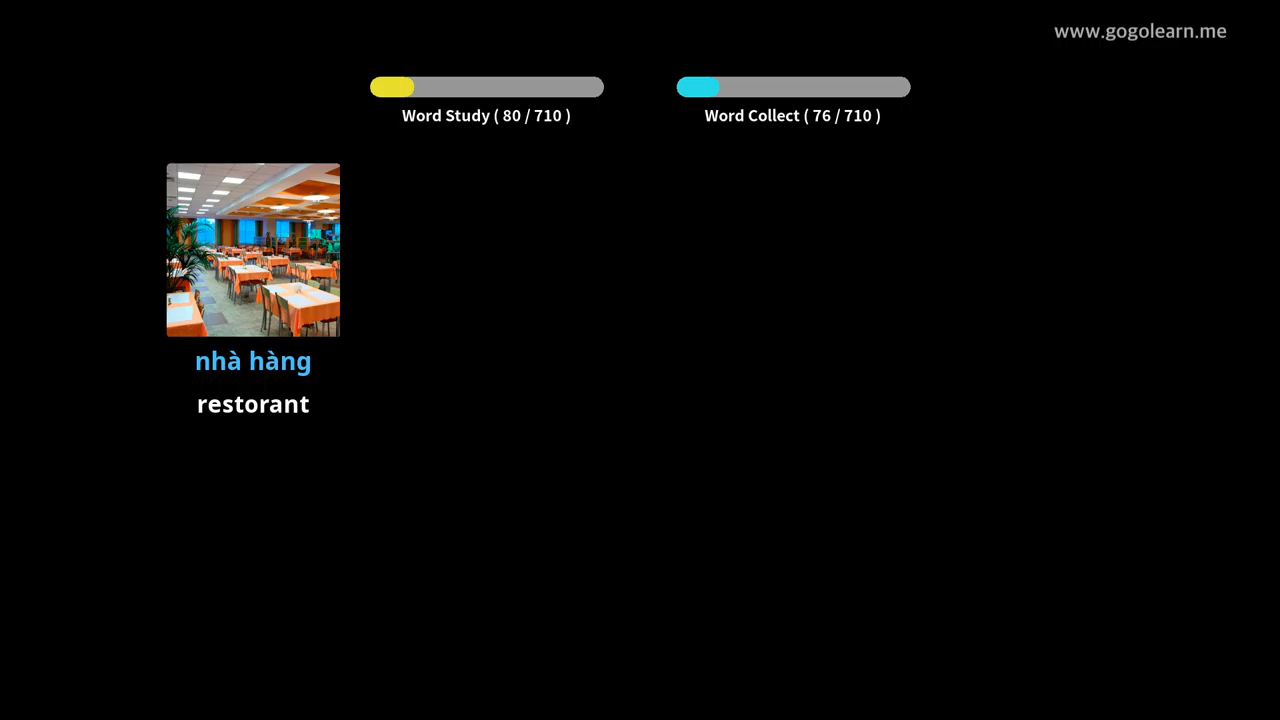 www.gogolearn.me
Word Study ( 80 / 710 )
Word Collect ( 76 / 710 )
nhà hàng
restorant